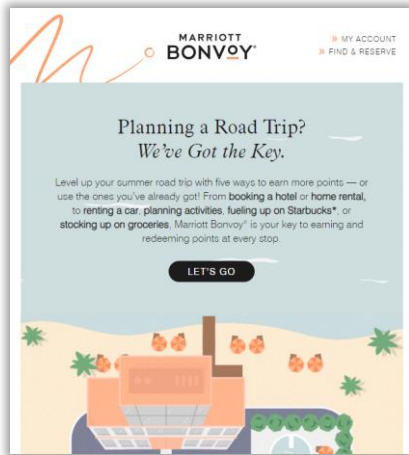 MARRIOTT
BONVOY®
» MY ACCOUNT
» FIND & RESERVE
Planning a Road Trip?
We've Got the Key.
Level up your summer road trip with five ways to earn more points — or
use the ones you've already got! From booking a hotel or home rental,
to renting a car, planning activities, fueling up on Starbucks*, or
stocking up on groceries, Marriott Bonvoy® is your key to earning and
redeeming points at every stop.
LET'S GO